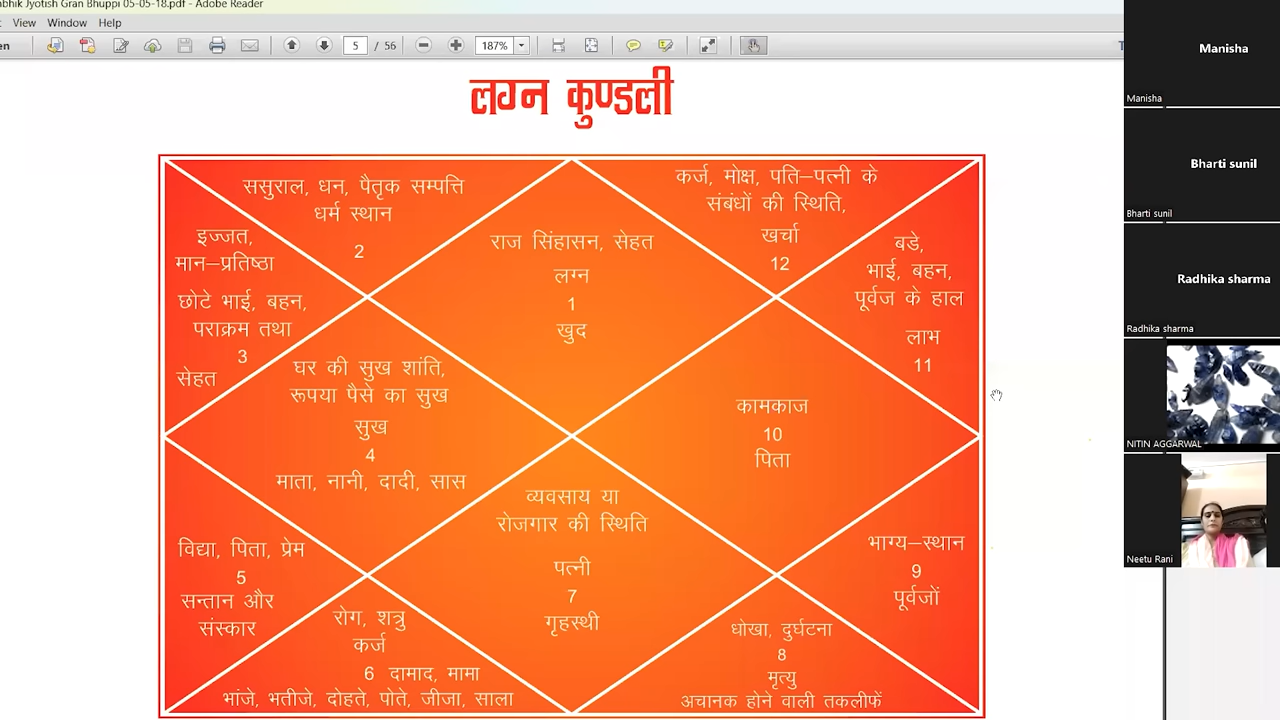 bhik Jyotish Gran Bhuppi 05-05-18.pdf - Adobe Reader
View Window Help
5 / 56
187%
लग्न कुण्डली
ससुराल, धन, पैतृक सम्पत्ति
धर्म स्थान
2
इज्जत,
मान–प्रतिष्ठा
छोटे भाई, बहन,
पराक्रम तथा
3
सेहत
राज सिंहासन, सेहत
लग्न
1
खुद
कर्ज, मोक्ष, पति–पत्नी के
संबंधों की स्थिति,
खर्चा
12
बडे,
भाई, बहन,
पूर्वज के हाल
लाभ
11
घर की सुख शांति,
रूपया पैसे का सुख
सुख
4
माता, नानी, दादी, सास
कामकाज
10
पिता
विद्या, पिता, प्रेम
5
सन्तान और
संस्कार
व्यवसाय या
रोजगार की स्थिति
पत्नी
7
गृहस्थी
भाग्य–स्थान
9
पूर्वजों
रोग, शत्रु
कर्ज
6 दामाद, मामा
भांजे, भतीजे, दोहते, पोते, जीजा, साला
धोखा, दुर्घटना
8
मृत्यु
अचानक होने वाली तकलीफें
Manisha
Manisha
Bharti sunil
Bharti sunil
Radhika sharma
Radhika sharma
NITIN AGGARWAL
Neetu Rani